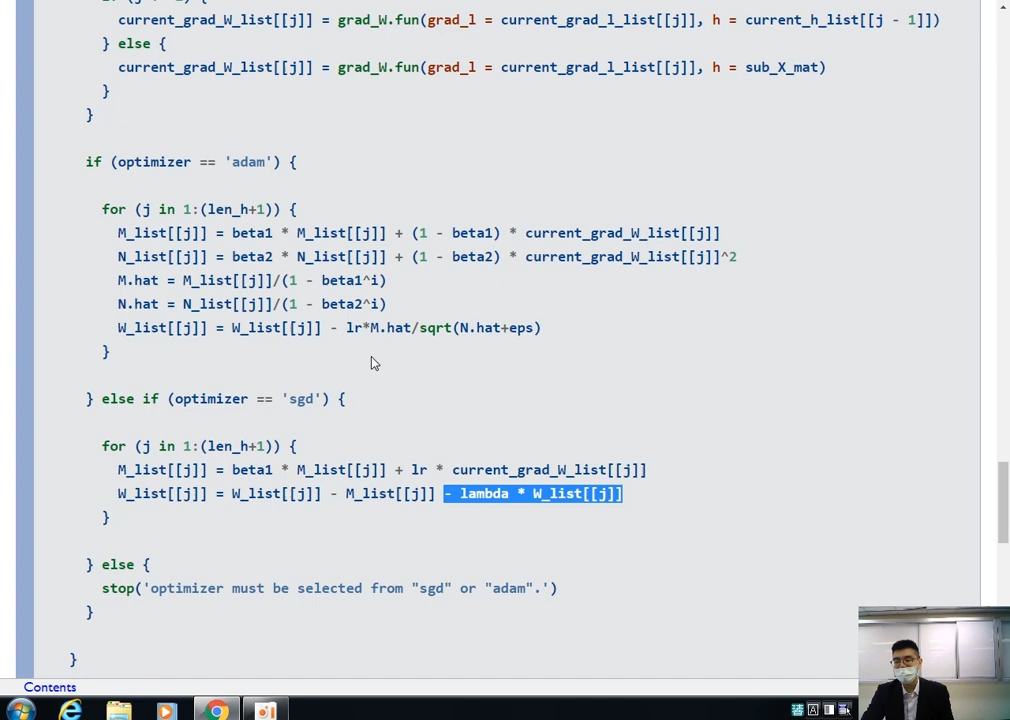 current_grad_W_list[[j]] = grad_W.fun(grad_l = current_grad_l_list[[j]], h = current_h_list[[j - 1]])
} else {
current_grad_W_list[[j]] = grad_W.fun(grad_l = current_grad_l_list[[j]], h = sub_X_mat)
}
}
if (optimizer == 'adam') {
for (j in 1:(len_h+1)) {
M_list[[j]] = beta1 * M_list[[j]] + (1 - beta1) * current_grad_W_list[[j]]
N_list[[j]] = beta2 * N_list[[j]] + (1 - beta2) * current_grad_W_list[[j]]^2
M.hat = M_list[[j]]/(1 - beta1^i)
N.hat = N_list[[j]]/(1 - beta2^i)
W_list[[j]] = W_list[[j]] - lr*M.hat/sqrt(N.hat+eps)
}
} else if (optimizer == 'sgd') {
for (j in 1:(len_h+1)) {
M_list[[j]] = beta1 * M_list[[j]] + lr * current_grad_W_list[[j]]
W_list[[j]] = W_list[[j]] - M_list[[j]] - lambda * W_list[[j]]
}
} else {
stop('optimizer must be selected from "sgd" or "adam".')
}
}
Contents